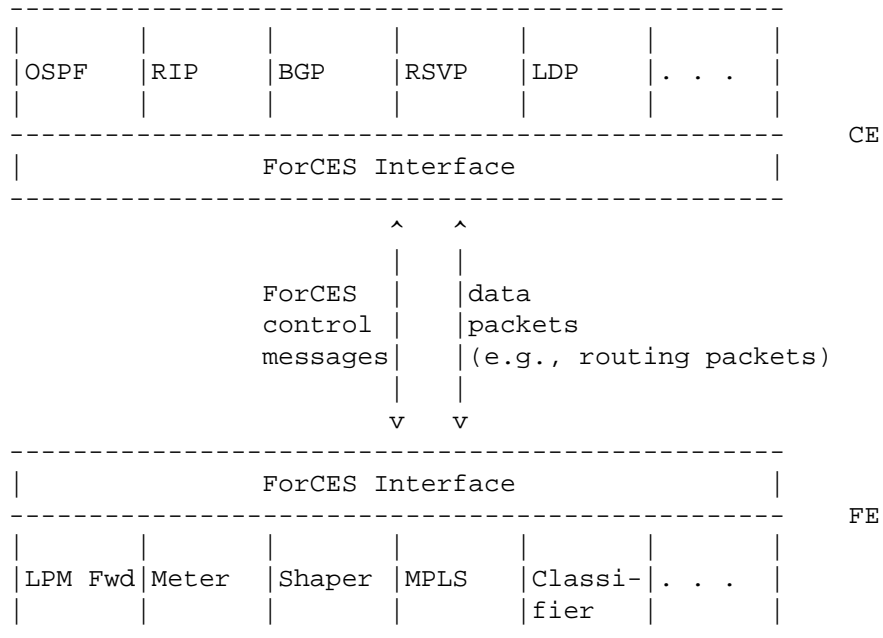 OSPF RIP BGP RSVP LDP . . .
CE
ForCES Interface
ForCES data
control packets
messages (e.g., routing packets)
ForCES Interface
FE
LPM Fwd Meter Shaper MPLS Classi- . . .
fier